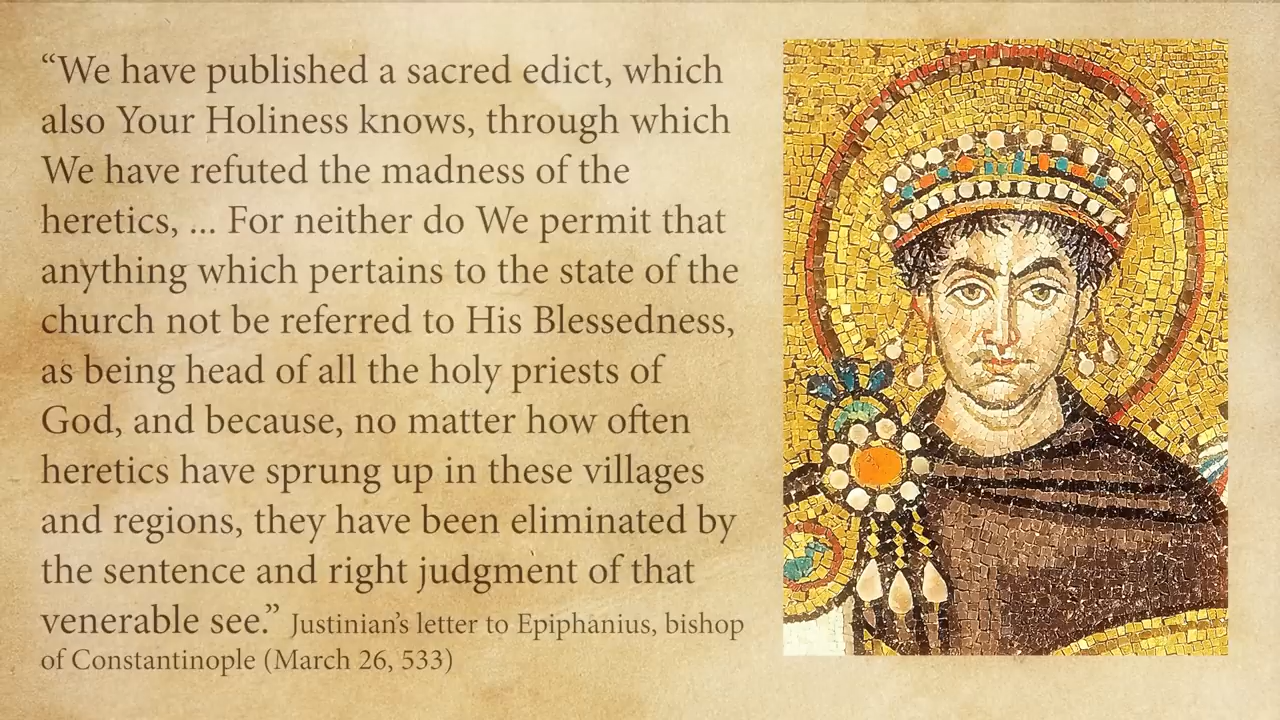 “We have published a sacred edict, which
also Your Holiness knows, through which
We have refuted the madness of the
heretics, ... For neither do We permit that
anything which pertains to the state of the
church not be referred to His Blessedness,
as being head of all the holy priests of
God, and because, no matter how often
heretics have sprung up in these villages
and regions, they have been eliminated by
the sentence and right judgment of that
venerable see.” Justinian’s letter to Epiphanius, bishop
of Constantinople (March 26, 533)